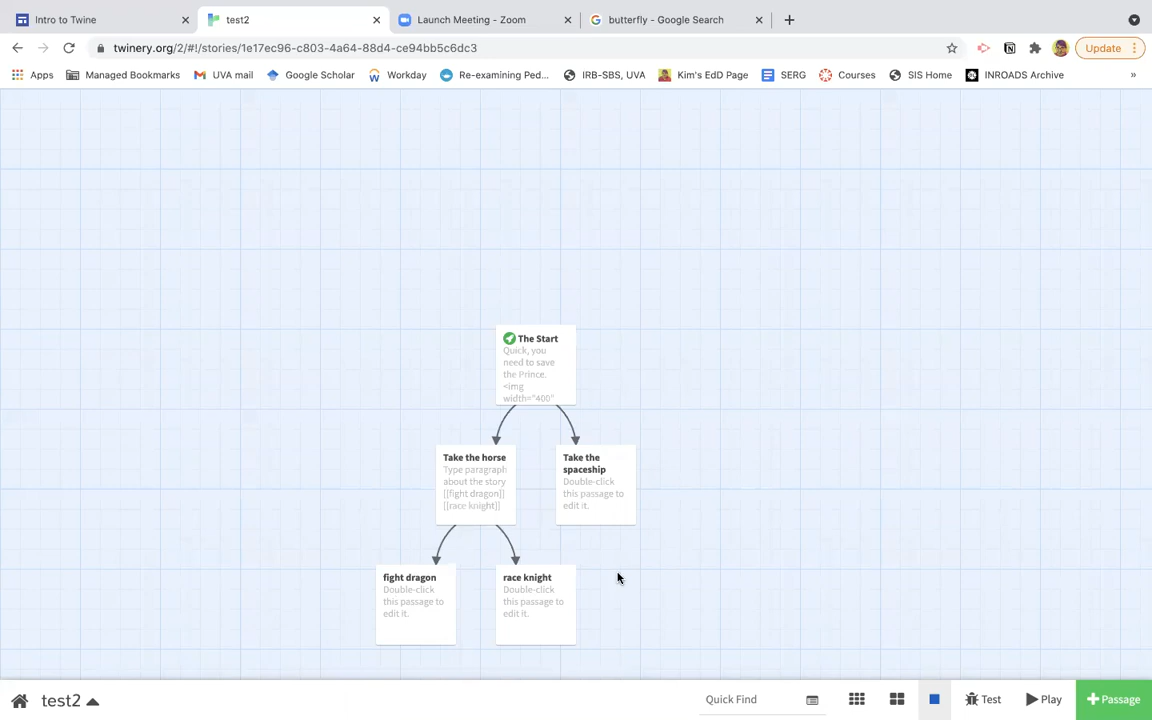 Intro to Twine
test2
Launch Meeting - Zoom
butterfly - Google Search
twinery.org/2/#!/stories/1e17ec96-c803-4a64-88d4-ce94bb5c6dc3
Update
Apps
Managed Bookmarks
UVA mail
Google Scholar
Workday
Re-examining Ped...
IRB-SBS, UVA
Kim's EdD Page
SERG
Courses
SIS Home
INROADS Archive
»
The Start
Quick, you
need to save
the Prince.
<img
width="400"
Take the horse
Type paragraph
about the story
[[fight dragon]]
[[race knight]]
Take the
spaceship
Double-click
this passage to
edit it.
fight dragon
Double-click
this passage to
edit it.
race knight
Double-click
this passage to
edit it.
test2
Quick Find
Test
Play
+Passage